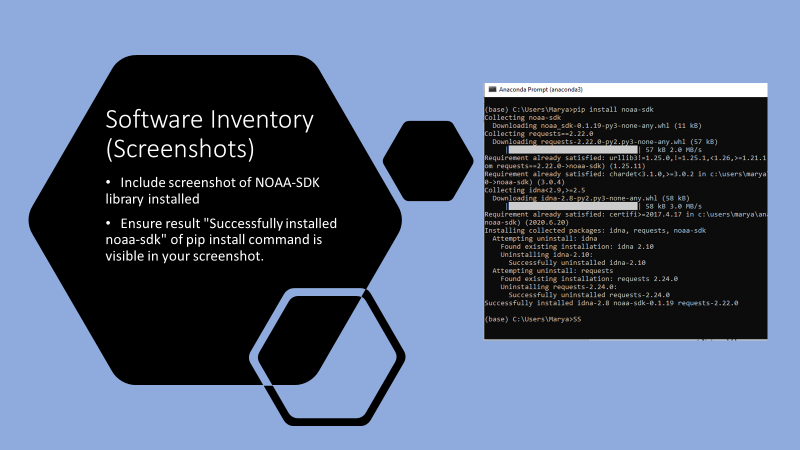 Software Inventory
(Screenshots)
• Include screenshot of NOAA-SDK
library installed
• Ensure result "Successfully installed
noaa-sdk" of pip install command is
visible in your screenshot.
Anaconda Prompt (anaconda3)
(base) C:\Users\Marya>pip install noaa-sdk
Collecting noaa-sdk
Downloading noaa_sdk-0.1.19-py3-none-any.whl (11 kB)
Collecting requests==2.22.0
Downloading requests-2.22.0-py2.py3-none-any.whl (57 kB)
| 57 kB 2.0 MB/s
Requirement already satisfied: urllib3!=1.25.0,!=1.25.1,<1.26,>=1.21.1
om requests==2.22.0->noaa-sdk) (1.25.11)
Requirement already satisfied: chardet<3.1.0,>=3.0.2 in c:\users\marya
0->noaa-sdk) (3.0.4)
Collecting idna<2.9,>=2.5
Downloading idna-2.8-py2.py3-none-any.whl (58 kB)
| 58 kB 3.0 MB/s
Requirement already satisfied: certifi>=2017.4.17 in c:\users\marya\an
noaa-sdk) (2020.6.20)
Installing collected packages: idna, requests, noaa-sdk
Attempting uninstall: idna
Found existing installation: idna 2.10
Uninstalling idna-2.10:
Successfully uninstalled idna-2.10
Attempting uninstall: requests
Found existing installation: requests 2.24.0
Uninstalling requests-2.24.0:
Successfully uninstalled requests-2.24.0
Successfully installed idna-2.8 noaa-sdk-0.1.19 requests-2.22.0
(base) C:\Users\Marya>SS